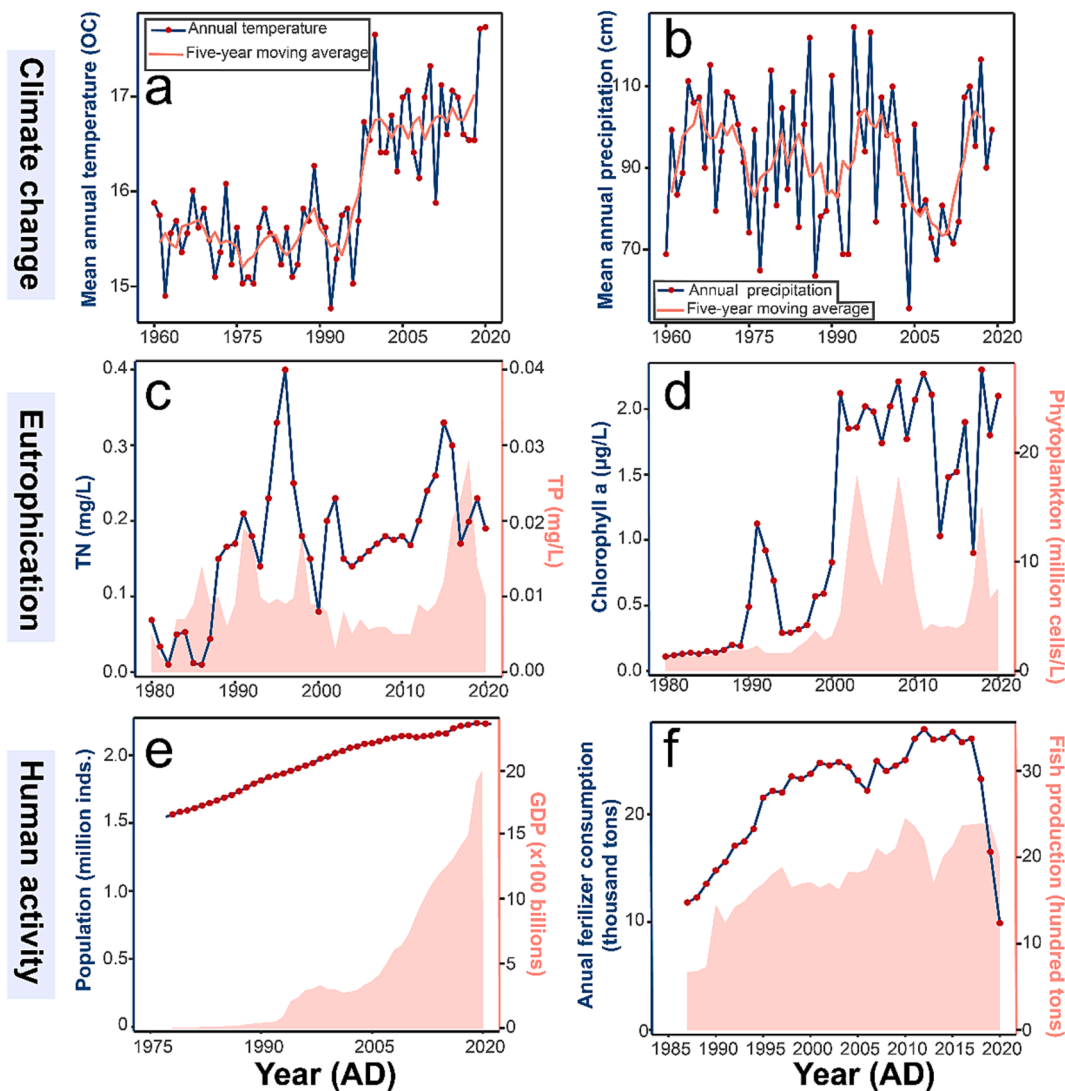 Climate change
Mean annual temperature (OC)
17
16
15
Annual temperature
Five-year moving average
a
1960
1975
1990
2005
2020
Mean annual precipitation (cm)
110
90
70
b
Annual precipitation
Five-year moving average
1960
1975
1990
2005
2020
Eutrophication
TN (mg/L)
0.4
0.3
0.2
0.1
0.0
c
0.04
0.03
0.02
0.01
0.00
TP (mg/L)
1980
1990
2000
2010
2020
Chlorophyll a (µg/L)
2.0
1.5
1.0
0.5
0.0
d
20
10
0
Phytoplankton (million cells/L)
1980
1990
2000
2010
2020
Human activity
Population (million inds.)
2.0
1.5
1.0
0.5
0
e
20
15
10
5
0
GDP (x100 billions)
1975
1990
2005
2020
Year (AD)
Anual ferilizer consumption
(thousand tons)
20
10
0
f
30
20
10
0
Fish production (hundred tons)
1985
1990
1995
2000
2005
2010
2015
2020
Year (AD)